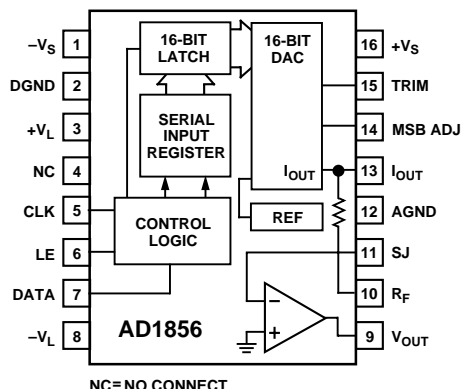 –VS 1
DGND 2
+VL 3
NC 4
CLK 5
LE 6
DATA 7
–VL 8
16-BIT
LATCH
16-BIT
DAC
SERIAL
INPUT
REGISTER
IOUT
REF
CONTROL
LOGIC
–
+
AD1856
16 +VS
15 TRIM
14 MSB ADJ
13 IOUT
12 AGND
11 SJ
10 RF
9 VOUT
NC = NO CONNECT